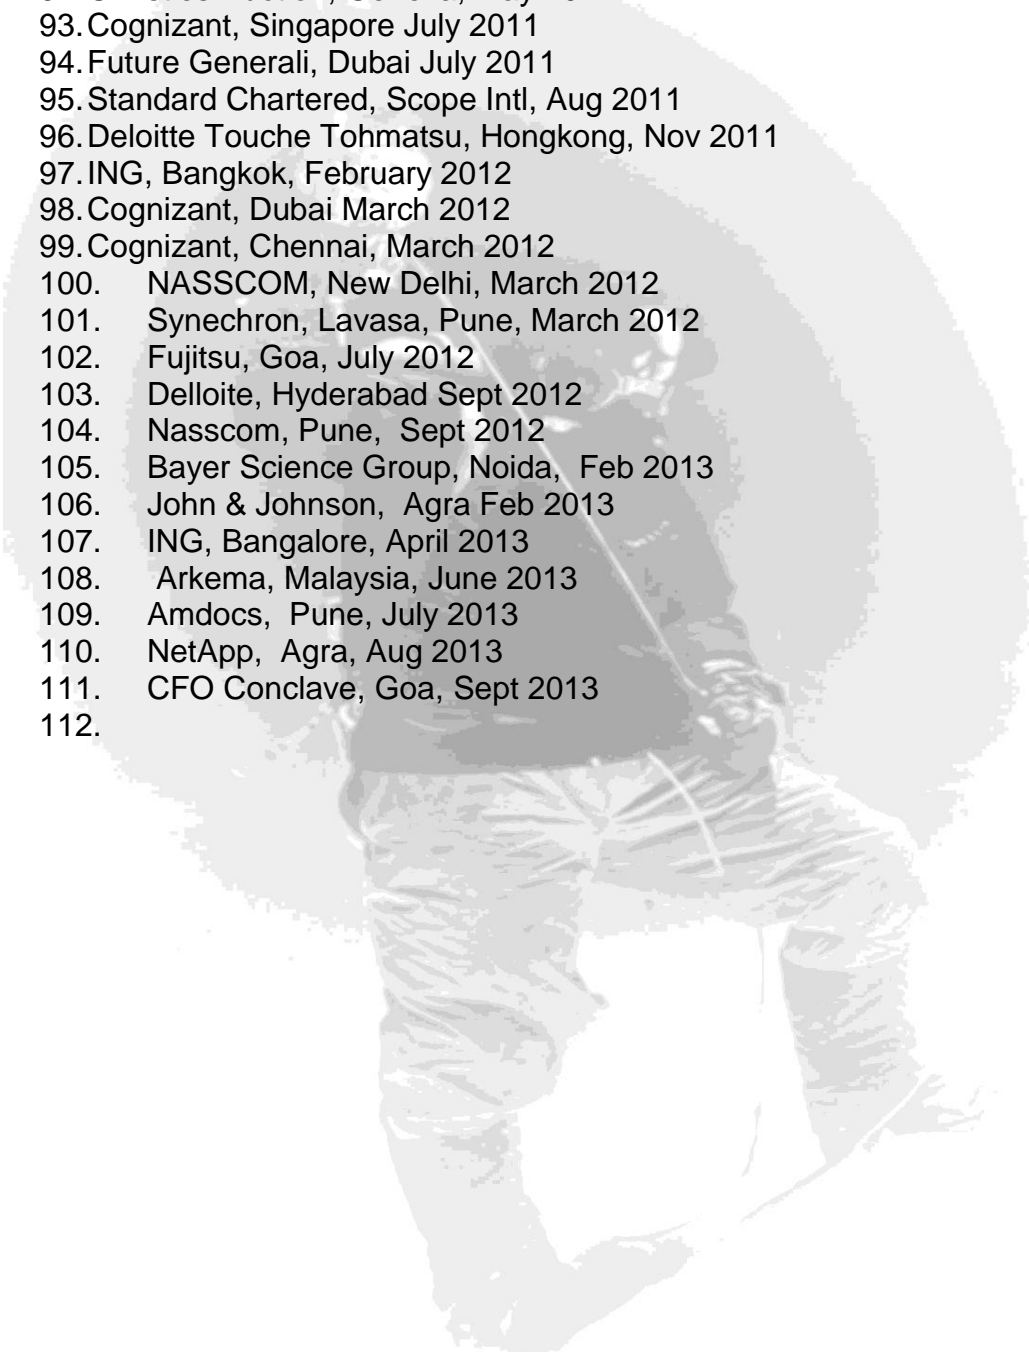 93. Cognizant, Singapore July 2011
94. Future Generali, Dubai July 2011
95. Standard Chartered, Scope Intl, Aug 2011
96. Deloitte Touche Tohmatsu, Hongkong, Nov 2011
97. ING, Bangkok, February 2012
98. Cognizant, Dubai March 2012
99. Cognizant, Chennai, March 2012
100. NASSCOM, New Delhi, March 2012
101. Synechron, Lavasa, Pune, March 2012
102. Fujitsu, Goa, July 2012
103. Delloite, Hyderabad Sept 2012
104. Nasscom, Pune, Sept 2012
105. Bayer Science Group, Noida, Feb 2013
106. John & Johnson, Agra Feb 2013
107. ING, Bangalore, April 2013
108. Arkema, Malaysia, June 2013
109. Amdocs, Pune, July 2013
110. NetApp, Agra, Aug 2013
111. CFO Conclave, Goa, Sept 2013
112.